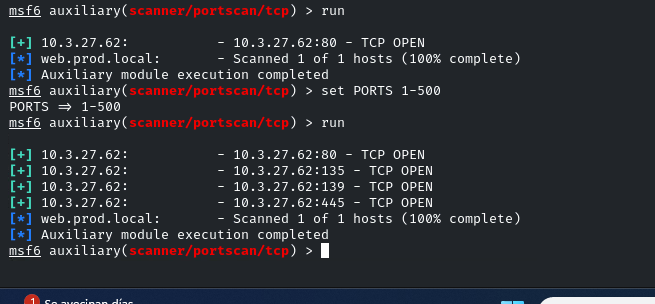 msf6 auxiliary(scanner/portscan/tcp) > run
[+] 10.3.27.62: - 10.3.27.62:80 - TCP OPEN
[*] web.prod.local: - Scanned 1 of 1 hosts (100% complete)
[*] Auxiliary module execution completed
msf6 auxiliary(scanner/portscan/tcp) > set PORTS 1-500
PORTS ⇒ 1-500
msf6 auxiliary(scanner/portscan/tcp) > run
[+] 10.3.27.62: - 10.3.27.62:80 - TCP OPEN
[+] 10.3.27.62: - 10.3.27.62:135 - TCP OPEN
[+] 10.3.27.62: - 10.3.27.62:139 - TCP OPEN
[+] 10.3.27.62: - 10.3.27.62:445 - TCP OPEN
[*] web.prod.local: - Scanned 1 of 1 hosts (100% complete)
[*] Auxiliary module execution completed
msf6 auxiliary(scanner/portscan/tcp) >
1 Se avecinan días